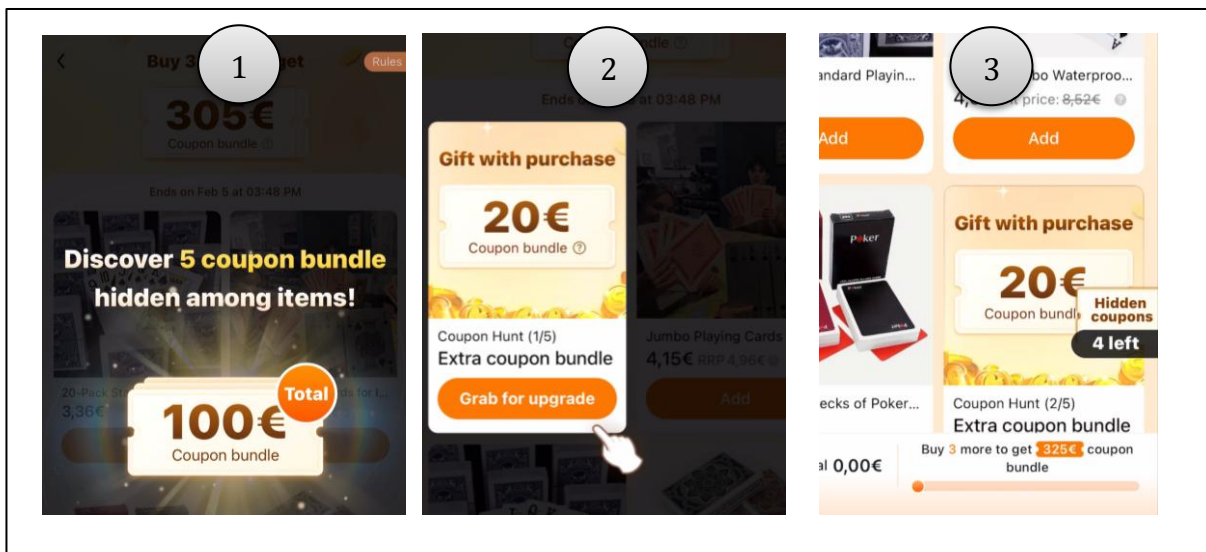 1
Buy 3
get
Rules
305€
Coupon bundle
Ends on Feb 5 at 03:48 PM
Discover 5 coupon bundle
hidden among items!
20-Pack
3,36€
Total
100€
Coupon bundle
2
Ends
at 03:48 PM
Gift with purchase
20€
Coupon bundle ?
Coupon Hunt (1/5)
Extra coupon bundle
Grab for upgrade
Jumbo Playing Cards
4,15€ RRP 4,96€
Add
3
andard Playin...
Add
bo Waterproo...
price: 8,52€
Add
Poker
ecks of Poker...
Gift with purchase
20€
Coupon bundl
Hidden
coupons
4 left
Coupon Hunt (2/5)
Extra coupon bundle
al 0,00€
Buy 3 more to get 325€ coupon
bundle